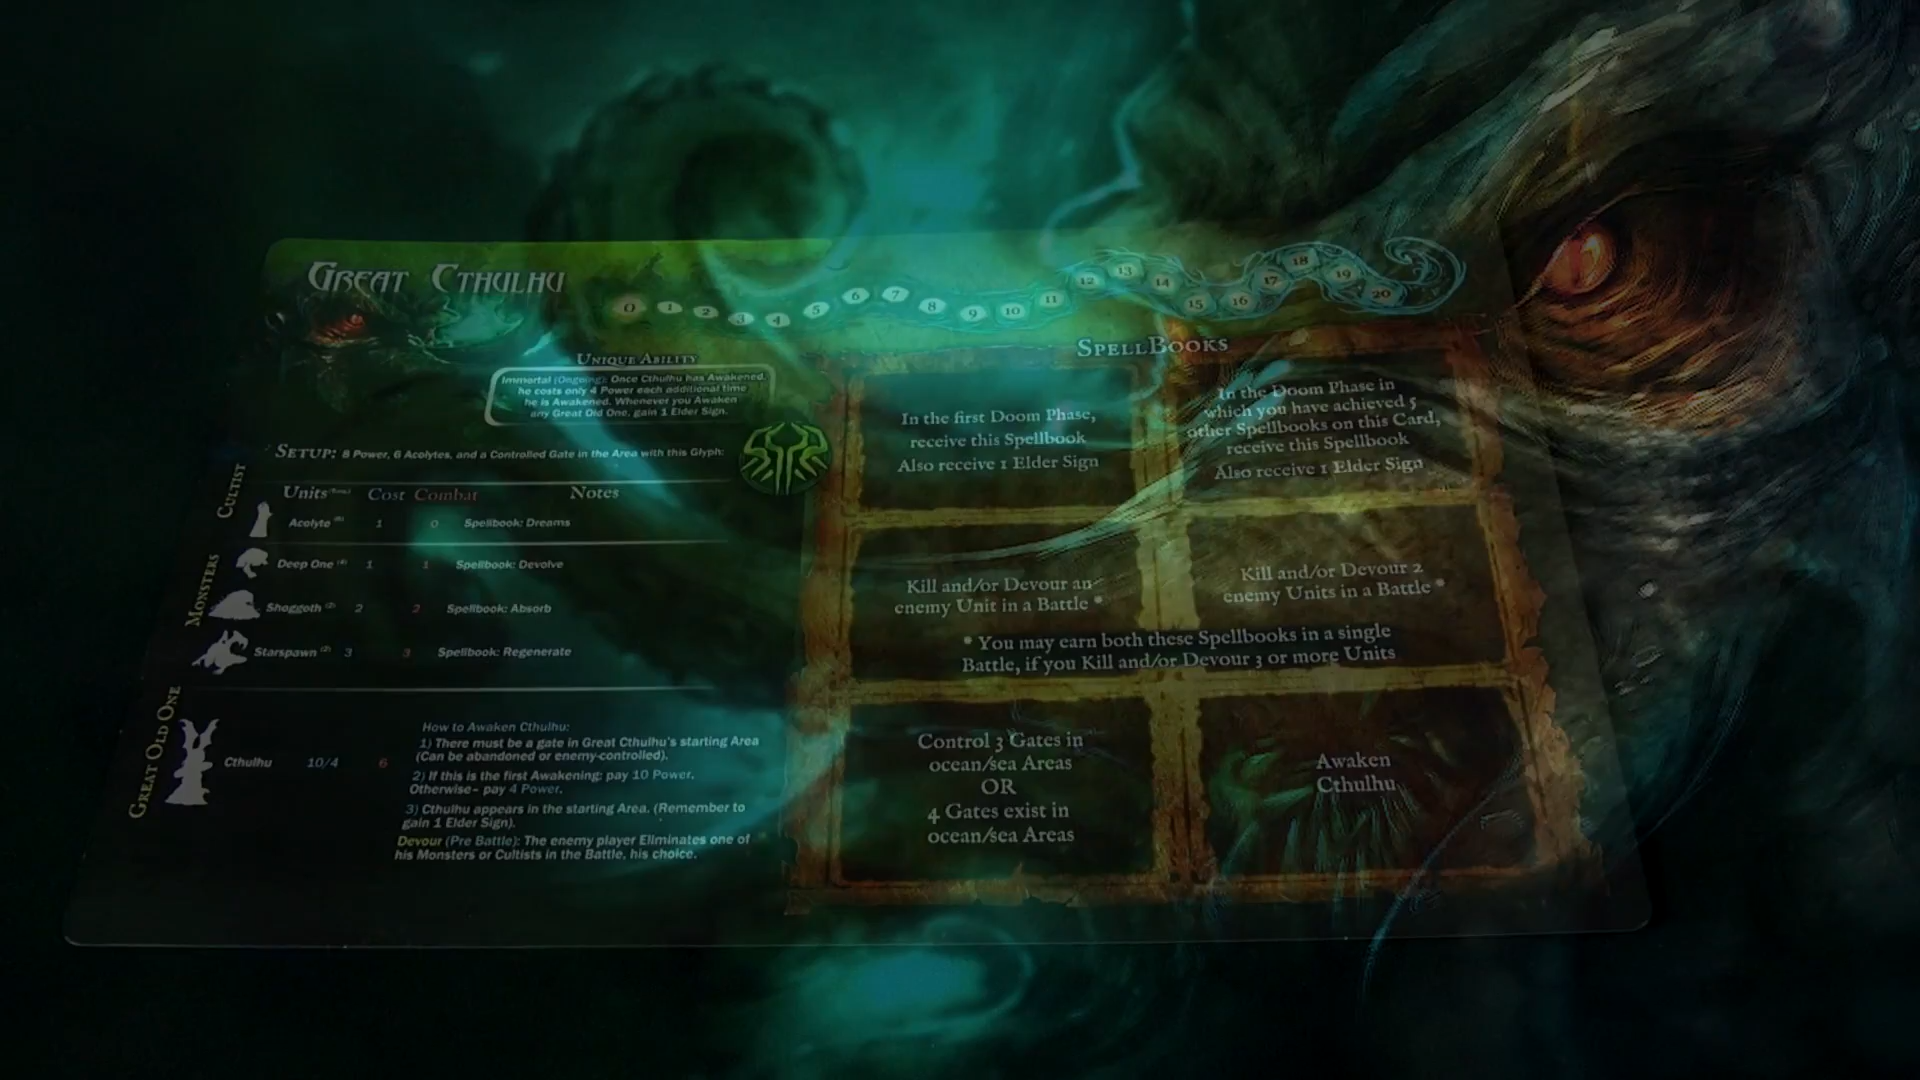 Great Cthulhu
0 1 2 3 4 5 6 7 8 9 10 11 12 13 14 15 16 17 18 19 20
Unique Ability
Immortal (Ongoing): Once Cthulhu has Awakened,
he costs only 4 Power each additional time
he is Awakened. Whenever you Awaken
any Great Old One, gain 1 Elder Sign.
Setup: 8 Power, 6 Acolytes, and a Controlled Gate in the Area with this Glyph:
Units Cost Combat Notes
Cultist
Acolyte (6) 1 0 Spellbook: Dreams
Monsters
Deep One (4) 1 1 Spellbook: Devolve
Shoggoth (2) 2 2 Spellbook: Absorb
Starspawn (2) 3 3 Spellbook: Regenerate
Great Old One
Cthulhu 10/4 6
How to Awaken Cthulhu:
1) There must be a gate in Great Cthulhu's starting Area
(Can be abandoned or enemy-controlled).
2) If this is the first Awakening: pay 10 Power.
Otherwise– pay 4 Power.
3) Cthulhu appears in the starting Area. (Remember to
gain 1 Elder Sign).
Devour (Pre Battle): The enemy player Eliminates one of
his Monsters or Cultists in the Battle, his choice.
SpellBooks
In the first Doom Phase,
receive this Spellbook
Also receive 1 Elder Sign
In the Doom Phase in
which you have achieved 5
other Spellbooks on this Card,
receive this Spellbook
Also receive 1 Elder Sign
Kill and/or Devour an
enemy Unit in a Battle *
Kill and/or Devour 2
enemy Units in a Battle *
* You may earn both these Spellbooks in a single
Battle, if you Kill and/or Devour 3 or more Units
Control 3 Gates in
ocean/sea Areas
OR
4 Gates exist in
ocean/sea Areas
Awaken
Cthulhu